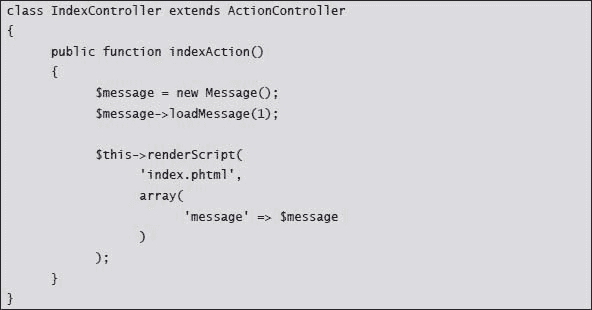 class IndexController extends ActionController
{
      public function indexAction()
      {
            $message = new Message();
            $message->loadMessage(1);

            $this->renderScript(
                  'index.phtml',
                  array(
                        'message' => $message
                  )
            );
      }
}